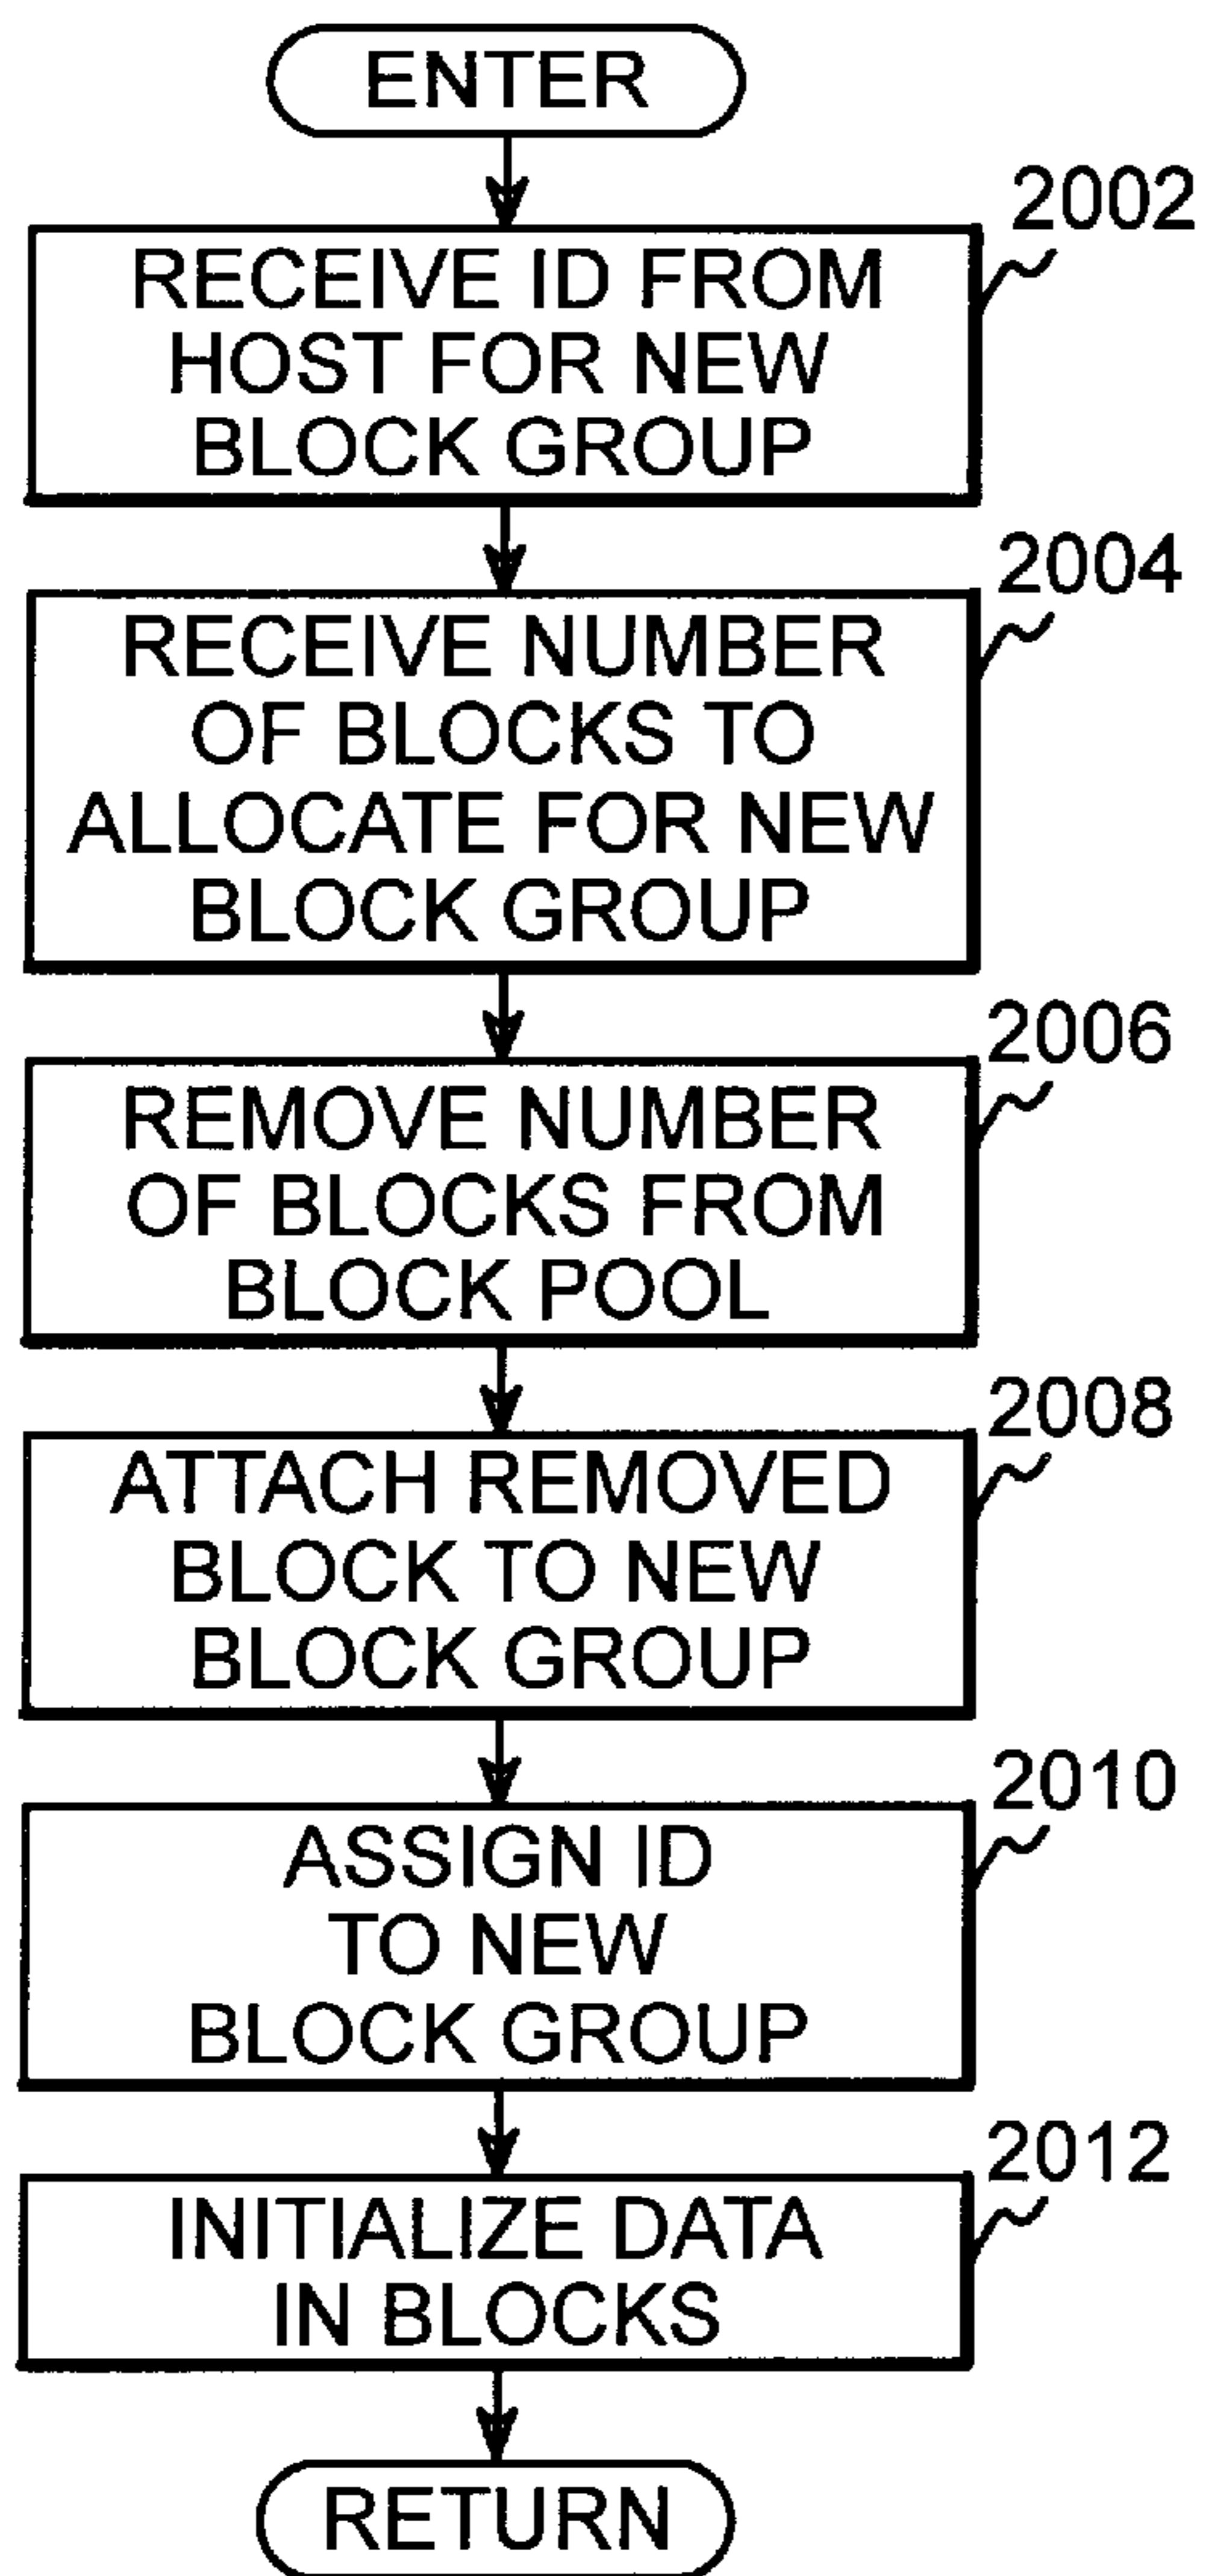 ENTER
2002
RECEIVE ID FROM
HOST FOR NEW
BLOCK GROUP
2004
RECEIVE NUMBER
OF BLOCKS TO
ALLOCATE FOR NEW
BLOCK GROUP
2006
REMOVE NUMBER
OF BLOCKS FROM
BLOCK POOL
2008
ATTACH REMOVED
BLOCK TO NEW
BLOCK GROUP
2010
ASSIGN ID
TO NEW
BLOCK GROUP
2012
INITIALIZE DATA
IN BLOCKS
RETURN